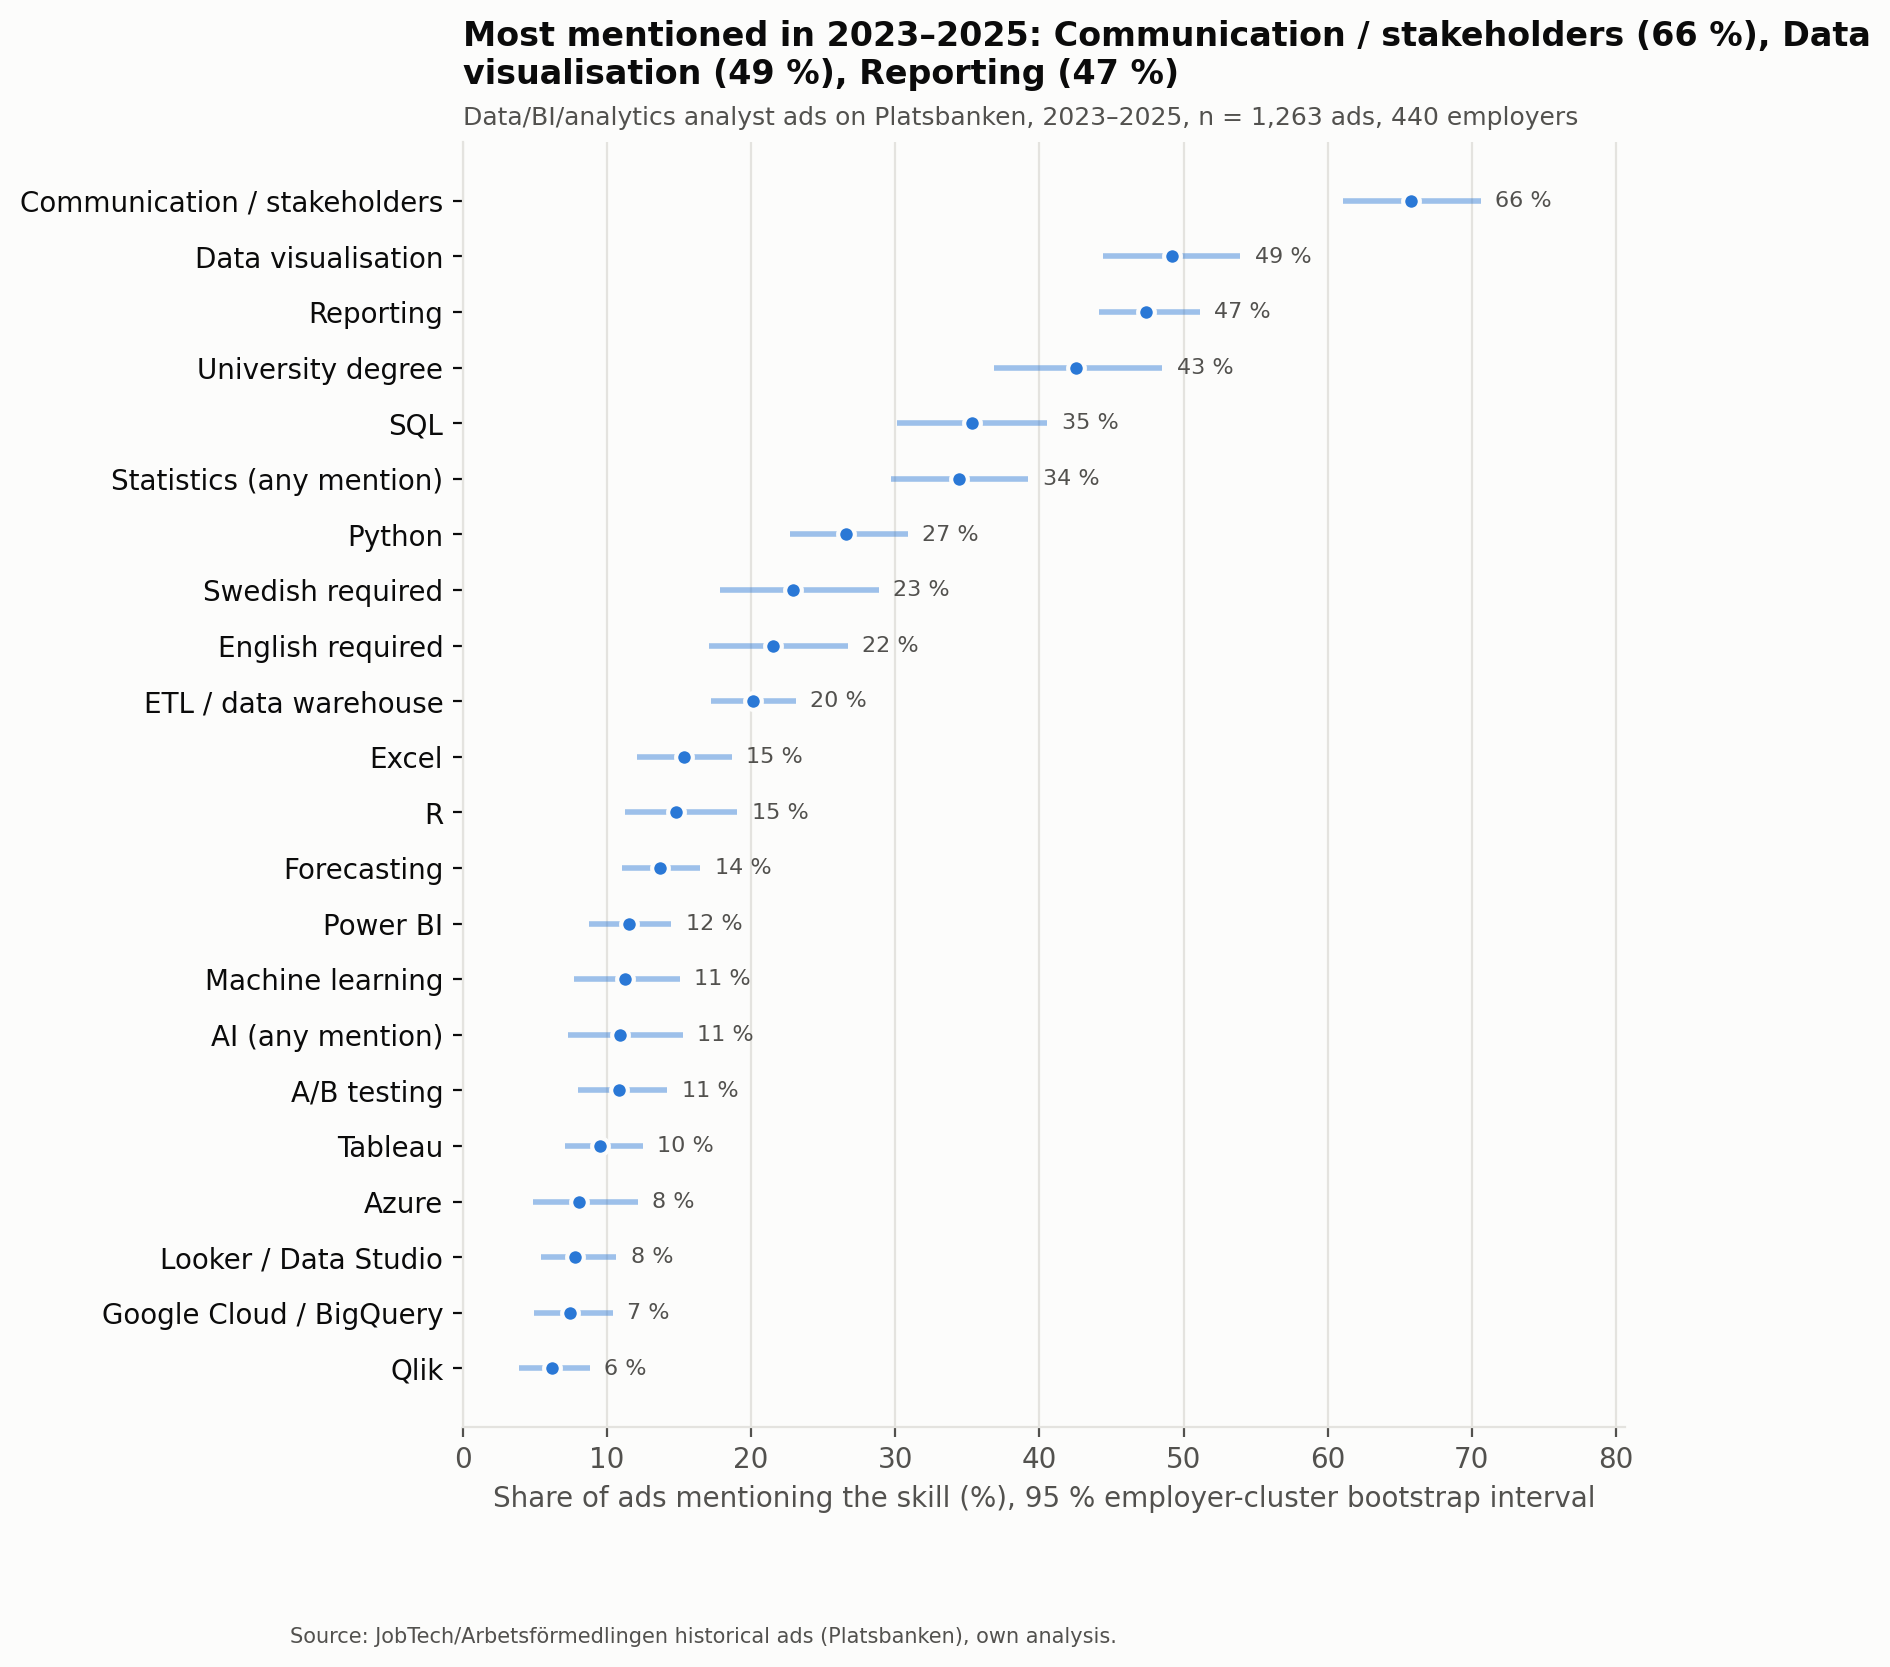 Most mentioned in 2023–2025: Communication / stakeholders (66 %), Data
visualisation (49 %), Reporting (47 %)
Data/BI/analytics analyst ads on Platsbanken, 2023–2025, n = 1,263 ads, 440 employers
Communication / stakeholders 66 %
Data visualisation 49 %
Reporting 47 %
University degree 43 %
SQL 35 %
Statistics (any mention) 34 %
Python 27 %
Swedish required 23 %
English required 22 %
ETL / data warehouse 20 %
Excel 15 %
R 15 %
Forecasting 14 %
Power BI 12 %
Machine learning 11 %
AI (any mention) 11 %
A/B testing 11 %
Tableau 10 %
Azure 8 %
Looker / Data Studio 8 %
Google Cloud / BigQuery 7 %
Qlik 6 %
0 10 20 30 40 50 60 70 80
Share of ads mentioning the skill (%), 95 % employer-cluster bootstrap interval
Source: JobTech/Arbetsförmedlingen historical ads (Platsbanken), own analysis.